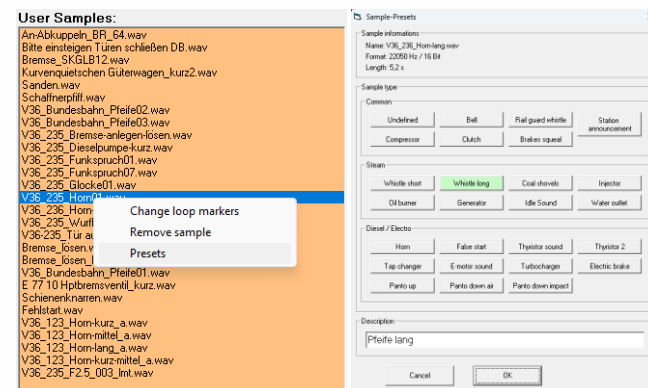 User Samples:
An-Abkuppeln_BR_64.wav
Bitte einsteigen Türen schließen DB.wav
Bremse_SKGLB12.wav
Kurvenquietschen Güterwagen_kurz2.wav
Sanden.wav
Schaffnerpfiff.wav
V36_Bundesbahn_Pfeife02.wav
V36_Bundesbahn_Pfeife03.wav
V36_235_Bremse-anlegen-lösen.wav
V36_235_Dieselpumpe-kurz.wav
V36_235_Funkspruch01.wav
V36_235_Funkspruch07.wav
V36_235_Glocke01.wav
V36_235_Horn01.wav
V36_236_Horn-
V36_235_Wurfl
V36-235_Tür au
Bremse_lösen.w
Bremse_lösen_
V36_Bundesbahn_Pfeife01.wav
E 77 10 Hptbremsventil_kurz.wav
Schienenknarren.wav
Fehlstart.wav
V36_123_Horn-kurz_a.wav
V36_123_Horn-mittel_a.wav
V36_123_Horn-lang_a.wav
V36_123_Horn-kurz-mittel_a.wav
V36_235_F2.5_003_lmt.wav
Change loop markers
Remove sample
Presets
Sample-Presets
Sample informations
Name: V36_236_Horn-lang.wav
Format: 22050 Hz / 16 Bit
Length: 5,2 s
Sample type
Common
Undefined Bell Rail guard whistle Station announcement
Compressor Clutch Brakes squeal
Steam
Whistle short Whistle long Coal shovels Injector
Oil burner Generator Idle Sound Water outlet
Diesel / Electro
Horn False start Thyristor sound Thyristor 2
Tap changer E-motor sound Turbocharger Electric brake
Panto up Panto down air Panto down impact
Description
Pfeife lang
Cancel OK